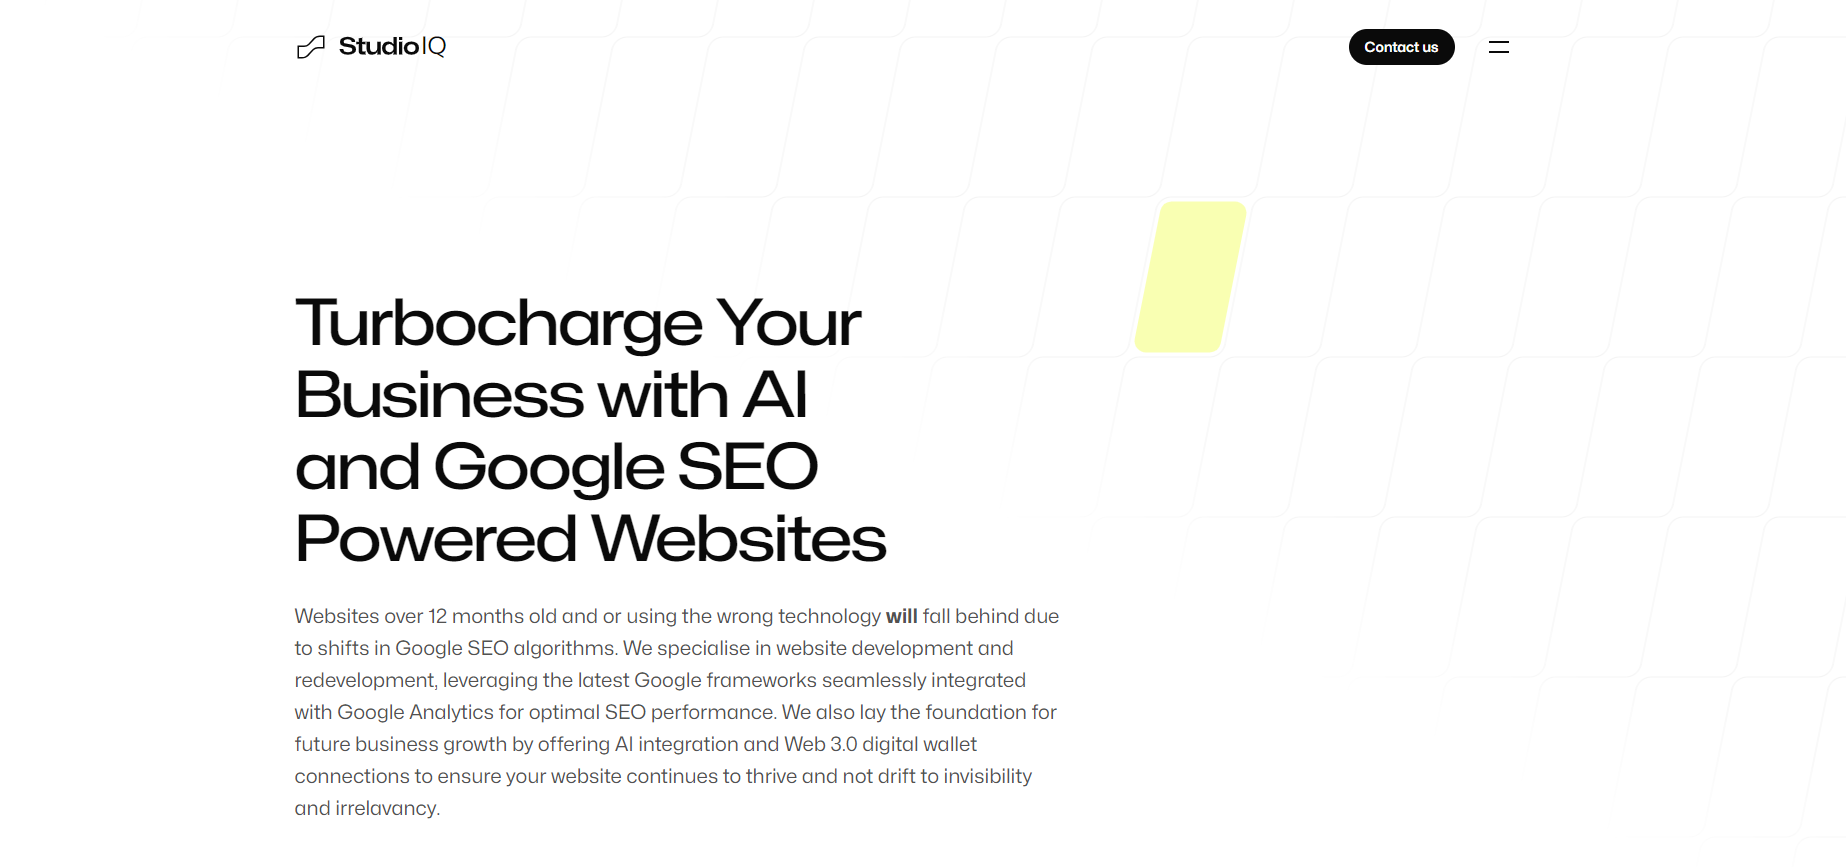 StudioIQ
Contact us
Turbocharge Your
Business with AI
and Google SEO
Powered Websites
Websites over 12 months old and or using the wrong technology will fall behind due
to shifts in Google SEO algorithms. We specialise in website development and
redevelopment, leveraging the latest Google frameworks seamlessly integrated
with Google Analytics for optimal SEO performance. We also lay the foundation for
future business growth by offering AI integration and Web 3.0 digital wallet
connections to ensure your website continues to thrive and not drift to invisibility
and irrelavancy.